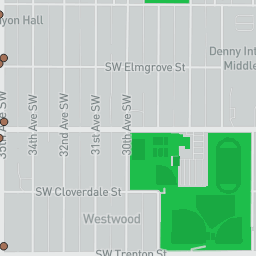 yon Hall
Denny Int
Middle
SW Elmgrove St
35th Ave SW
34th Ave SW
32nd Ave SW
31st Ave SW
30th Ave SW
SW Cloverdale St
Westwood
SW Trenton St